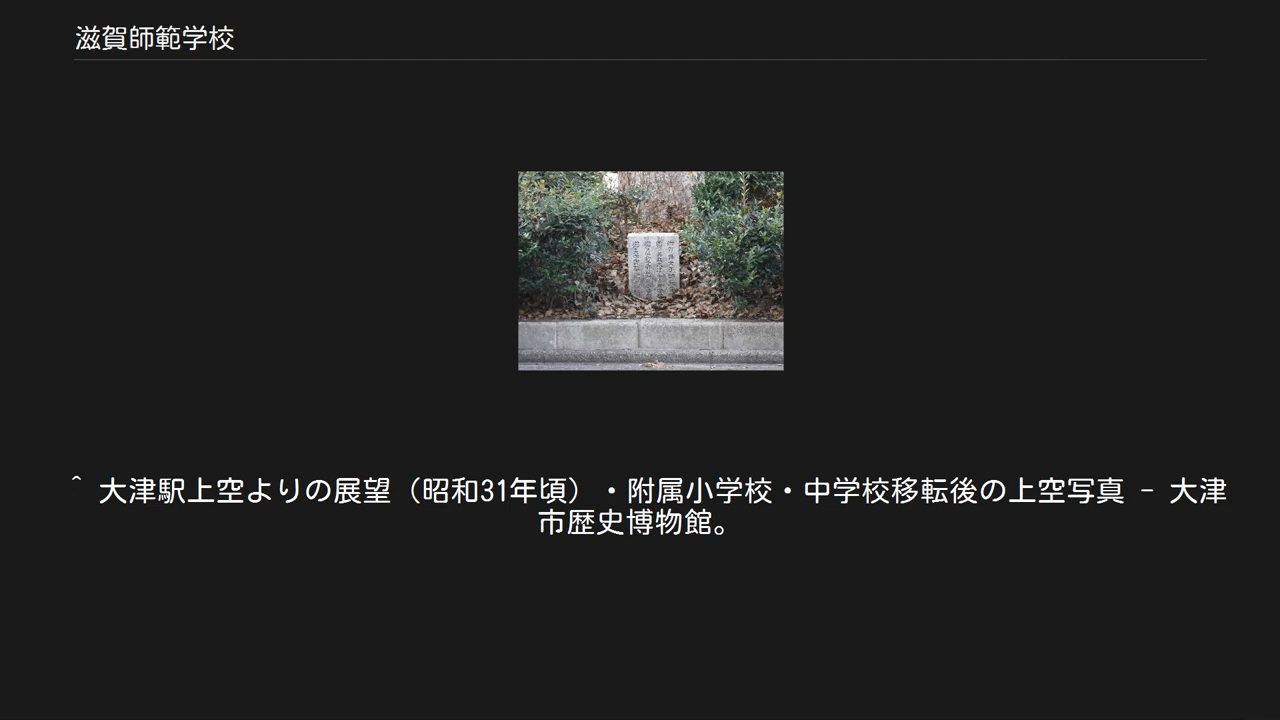 滋賀師範学校
^ 大津駅上空よりの展望（昭和31年頃）・附属小学校・中学校移転後の上空写真 - 大津
市歴史博物館。